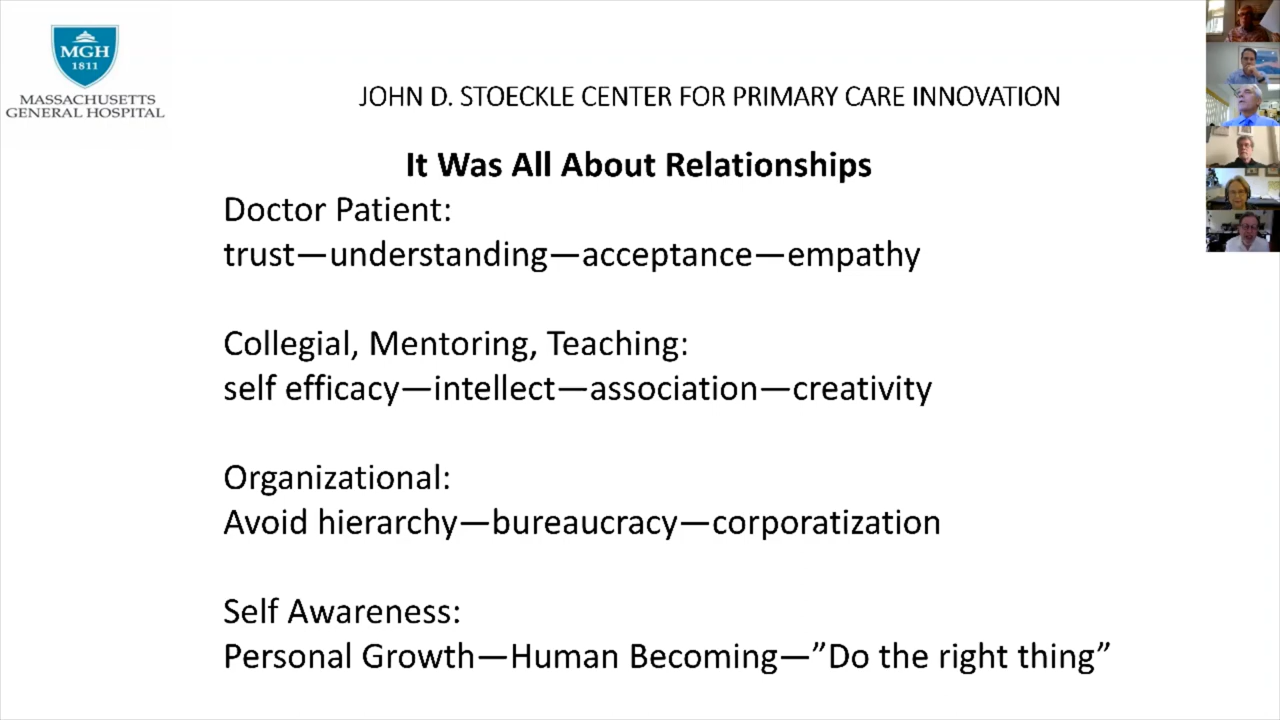 MGH
1811
MASSACHUSETTS
GENERAL HOSPITAL
JOHN D. STOECKLE CENTER FOR PRIMARY CARE INNOVATION
It Was All About Relationships
Doctor Patient:
trust—understanding—acceptance—empathy
Collegial, Mentoring, Teaching:
self efficacy—intellect—association—creativity
Organizational:
Avoid hierarchy—bureaucracy—corporatization
Self Awareness:
Personal Growth—Human Becoming—”Do the right thing”